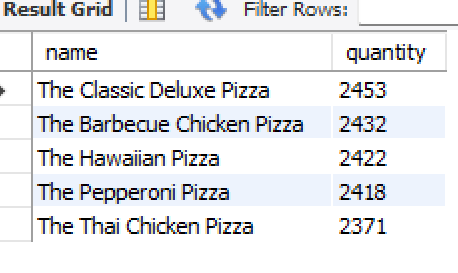 Result Grid | Filter Rows:
name quantity
The Classic Deluxe Pizza 2453
The Barbecue Chicken Pizza 2432
The Hawaiian Pizza 2422
The Pepperoni Pizza 2418
The Thai Chicken Pizza 2371